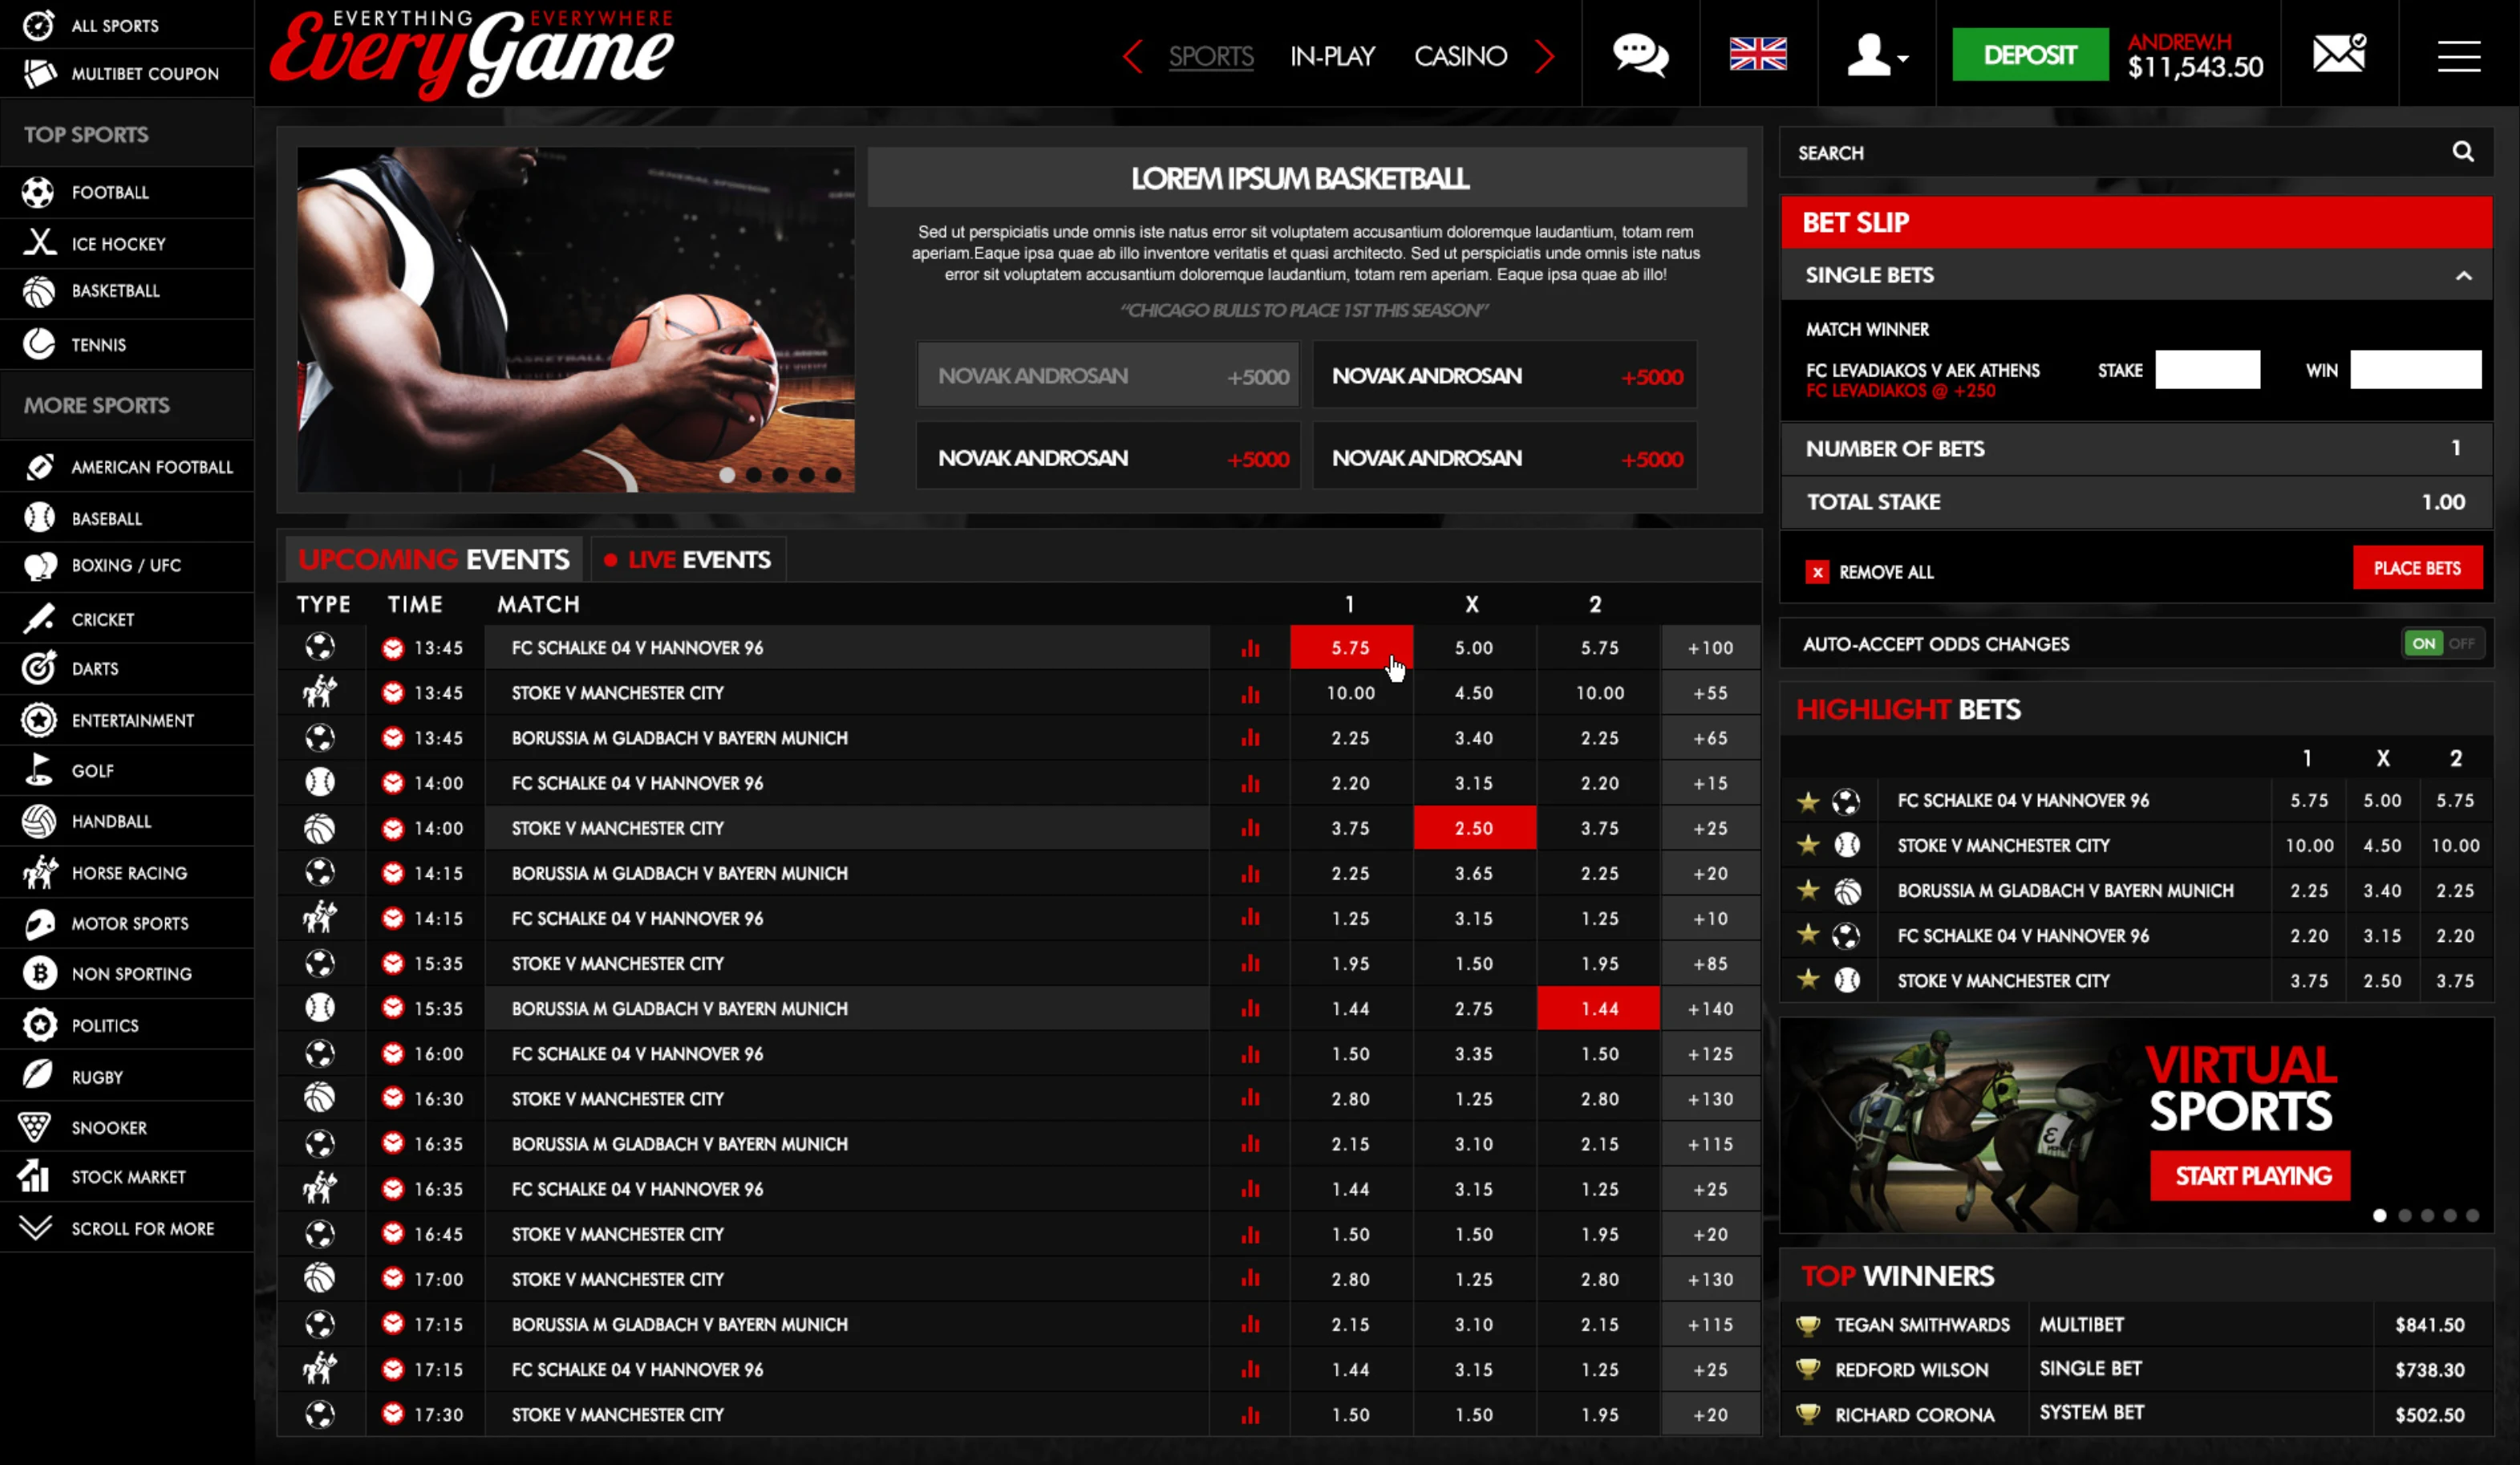 ALL SPORTS
MULTIBET COUPON
TOP SPORTS
FOOTBALL
ICE HOCKEY
BASKETBALL
TENNIS
MORE SPORTS
AMERICAN FOOTBALL
BASEBALL
BOXING / UFC
CRICKET
DARTS
ENTERTAINMENT
GOLF
HANDBALL
HORSE RACING
MOTOR SPORTS
NON SPORTING
POLITICS
RUGBY
SNOOKER
STOCK MARKET
SCROLL FOR MORE
EVERYTHING EVERYWHERE
EveryGame
SPORTS IN-PLAY CASINO
DEPOSIT
ANDREW.H
$11,543.50
LOREM IPSUM BASKETBALL
Sed ut perspiciatis unde omnis iste natus error sit voluptatem accusantium doloremque laudantium, totam rem
aperiam.Eaque ipsa quae ab illo inventore veritatis et quasi architecto. Sed ut perspiciatis unde omnis iste natus
error sit voluptatem accusantium doloremque laudantium, totam rem aperiam. Eaque ipsa quae ab illo!
“CHICAGO BULLS TO PLACE 1ST THIS SEASON”
NOVAK ANDROSAN +5000 NOVAK ANDROSAN +5000
NOVAK ANDROSAN +5000 NOVAK ANDROSAN +5000
UPCOMING EVENTS LIVE EVENTS
TYPE TIME MATCH 1 X 2
13:45 FC SCHALKE 04 V HANNOVER 96 5.75 5.00 5.75 +100
13:45 STOKE V MANCHESTER CITY 10.00 4.50 10.00 +55
13:45 BORUSSIA M GLADBACH V BAYERN MUNICH 2.25 3.40 2.25 +65
14:00 FC SCHALKE 04 V HANNOVER 96 2.20 3.15 2.20 +15
14:00 STOKE V MANCHESTER CITY 3.75 2.50 3.75 +25
14:15 BORUSSIA M GLADBACH V BAYERN MUNICH 2.25 3.65 2.25 +20
14:15 FC SCHALKE 04 V HANNOVER 96 1.25 3.15 1.25 +10
15:35 STOKE V MANCHESTER CITY 1.95 1.50 1.95 +85
15:35 BORUSSIA M GLADBACH V BAYERN MUNICH 1.44 2.75 1.44 +140
16:00 FC SCHALKE 04 V HANNOVER 96 1.50 3.35 1.50 +125
16:30 STOKE V MANCHESTER CITY 2.80 1.25 2.80 +130
16:35 BORUSSIA M GLADBACH V BAYERN MUNICH 2.15 3.10 2.15 +115
16:35 FC SCHALKE 04 V HANNOVER 96 1.44 3.15 1.25 +25
16:45 STOKE V MANCHESTER CITY 1.50 1.50 1.95 +20
17:00 STOKE V MANCHESTER CITY 2.80 1.25 2.80 +130
17:15 BORUSSIA M GLADBACH V BAYERN MUNICH 2.15 3.10 2.15 +115
17:15 FC SCHALKE 04 V HANNOVER 96 1.44 3.15 1.25 +25
17:30 STOKE V MANCHESTER CITY 1.50 1.50 1.95 +20
SEARCH
BET SLIP
SINGLE BETS
MATCH WINNER
FC LEVADIAKOS V AEK ATHENS STAKE WIN
FC LEVADIAKOS @ +250
NUMBER OF BETS 1
TOTAL STAKE 1.00
x REMOVE ALL PLACE BETS
AUTO-ACCEPT ODDS CHANGES ON OFF
HIGHLIGHT BETS
1 X 2
FC SCHALKE 04 V HANNOVER 96 5.75 5.00 5.75
STOKE V MANCHESTER CITY 10.00 4.50 10.00
BORUSSIA M GLADBACH V BAYERN MUNICH 2.25 3.40 2.25
FC SCHALKE 04 V HANNOVER 96 2.20 3.15 2.20
STOKE V MANCHESTER CITY 3.75 2.50 3.75
VIRTUAL
SPORTS
START PLAYING
TOP WINNERS
TEGAN SMITHWARDS MULTIBET $841.50
REDFORD WILSON SINGLE BET $738.30
RICHARD CORONA SYSTEM BET $502.50